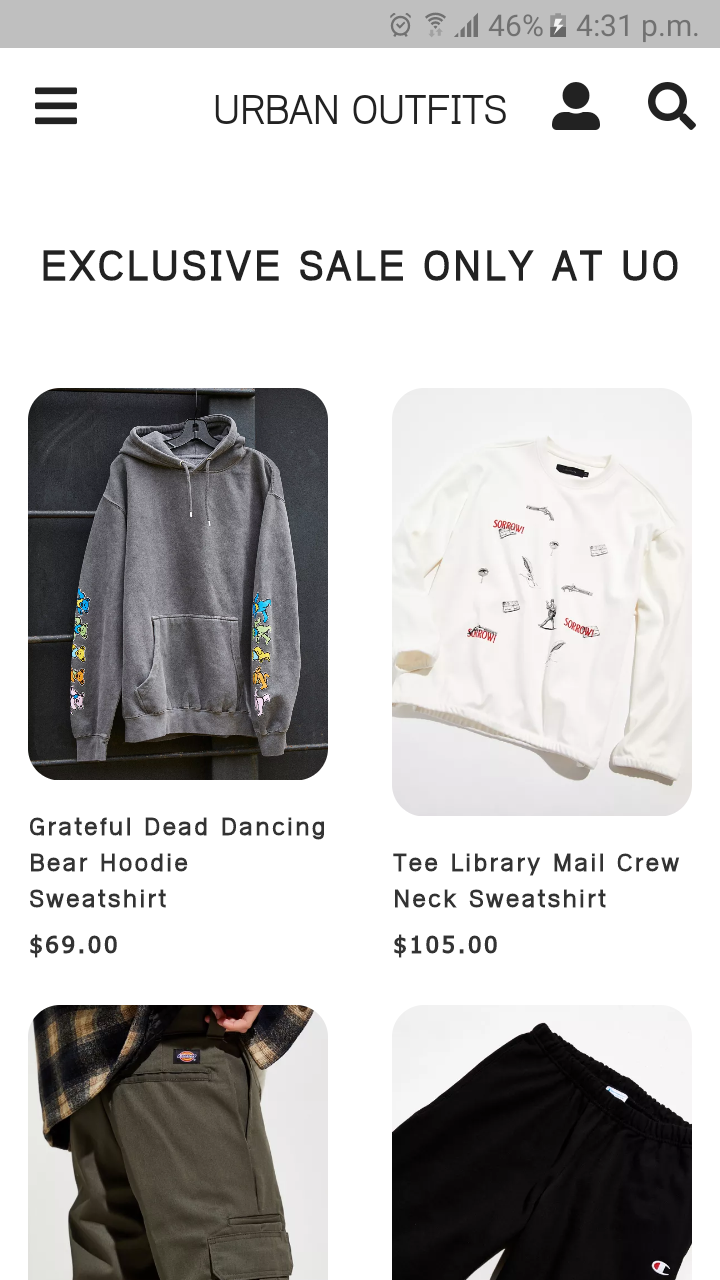 46% 4:31 p.m.
URBAN OUTFITS
EXCLUSIVE SALE ONLY AT UO
SORROW!
SORROW!
SORROW!
Grateful Dead Dancing
Bear Hoodie
Sweatshirt
$69.00
Tee Library Mail Crew
Neck Sweatshirt
$105.00